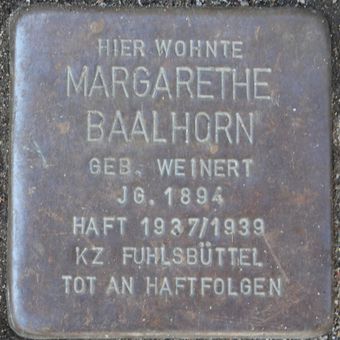 HIER WOHNTE
MARGARETHE
BAALHORN
GEB. WEINERT
JG. 1894
HAFT 1937/1939
KZ FUHLSBÜTTEL
TOT AN HAFTFOLGEN